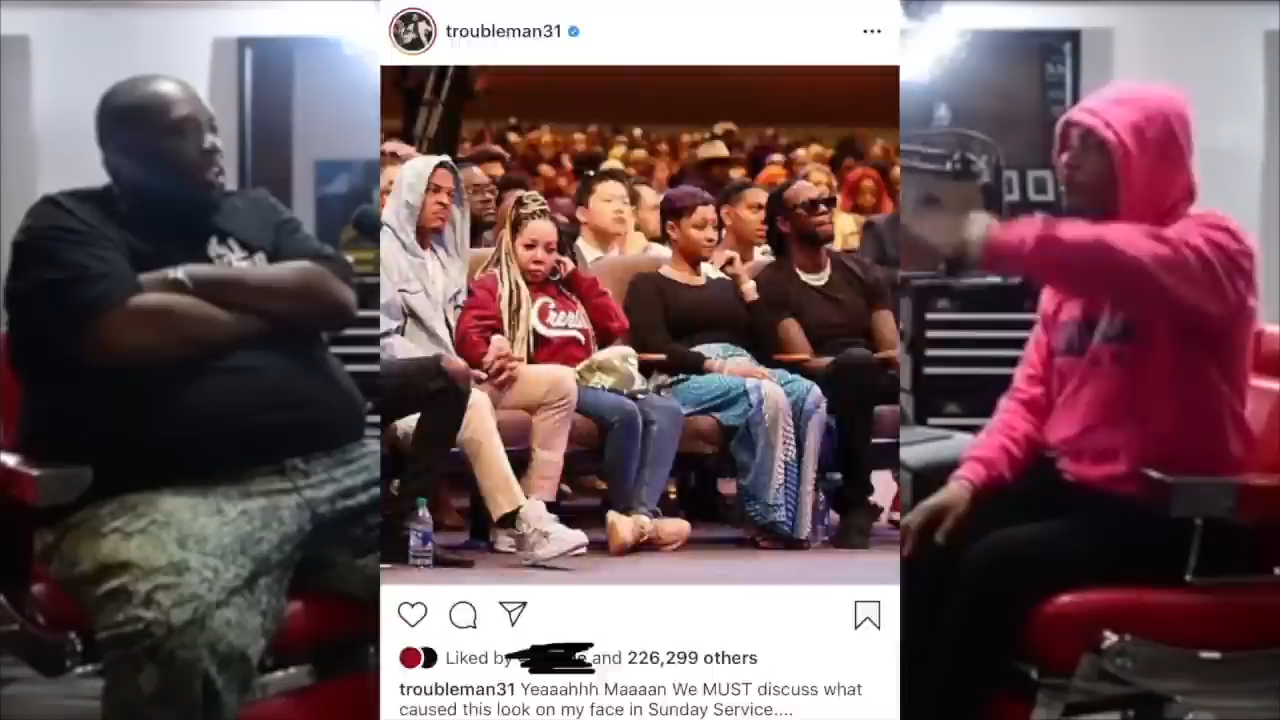 troubleman31
Liked by and 226,299 others
troubleman31 Yeaaahhh Maaaan We MUST discuss what
caused this look on my face in Sunday Service....